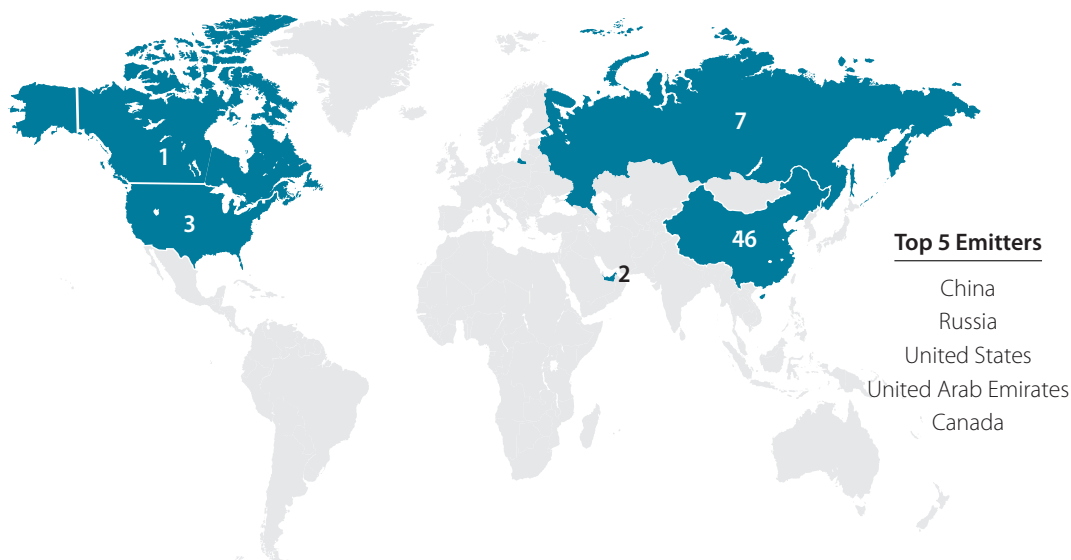 1
3
7
46
2
Top 5 Emitters
China
Russia
United States
United Arab Emirates
Canada